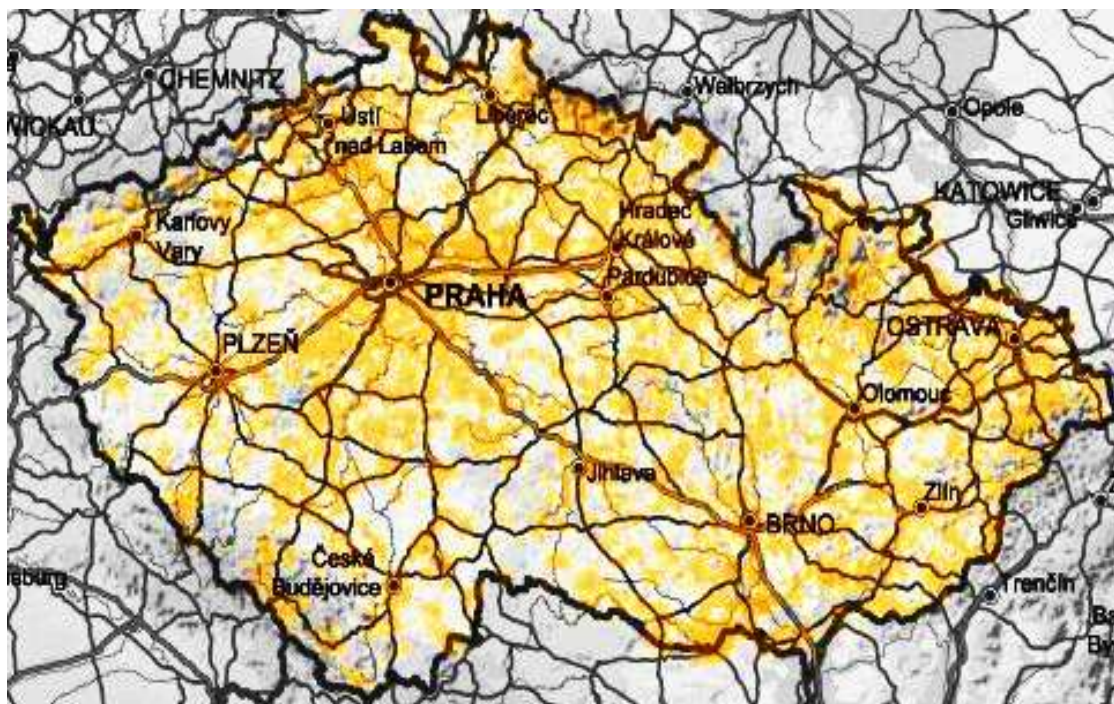 CHEMNITZ
Walbrzych
Opole
Ústí
nad Labem
Liberec
KATOWICE
Gliwice
Karlovy
Vary
Hradec
Králové
Pardubice
PRAHA
OSTRAVA
PLZEŇ
Olomouc
Jihlava
Zlín
BRNO
České
Budějovice
Trenčín